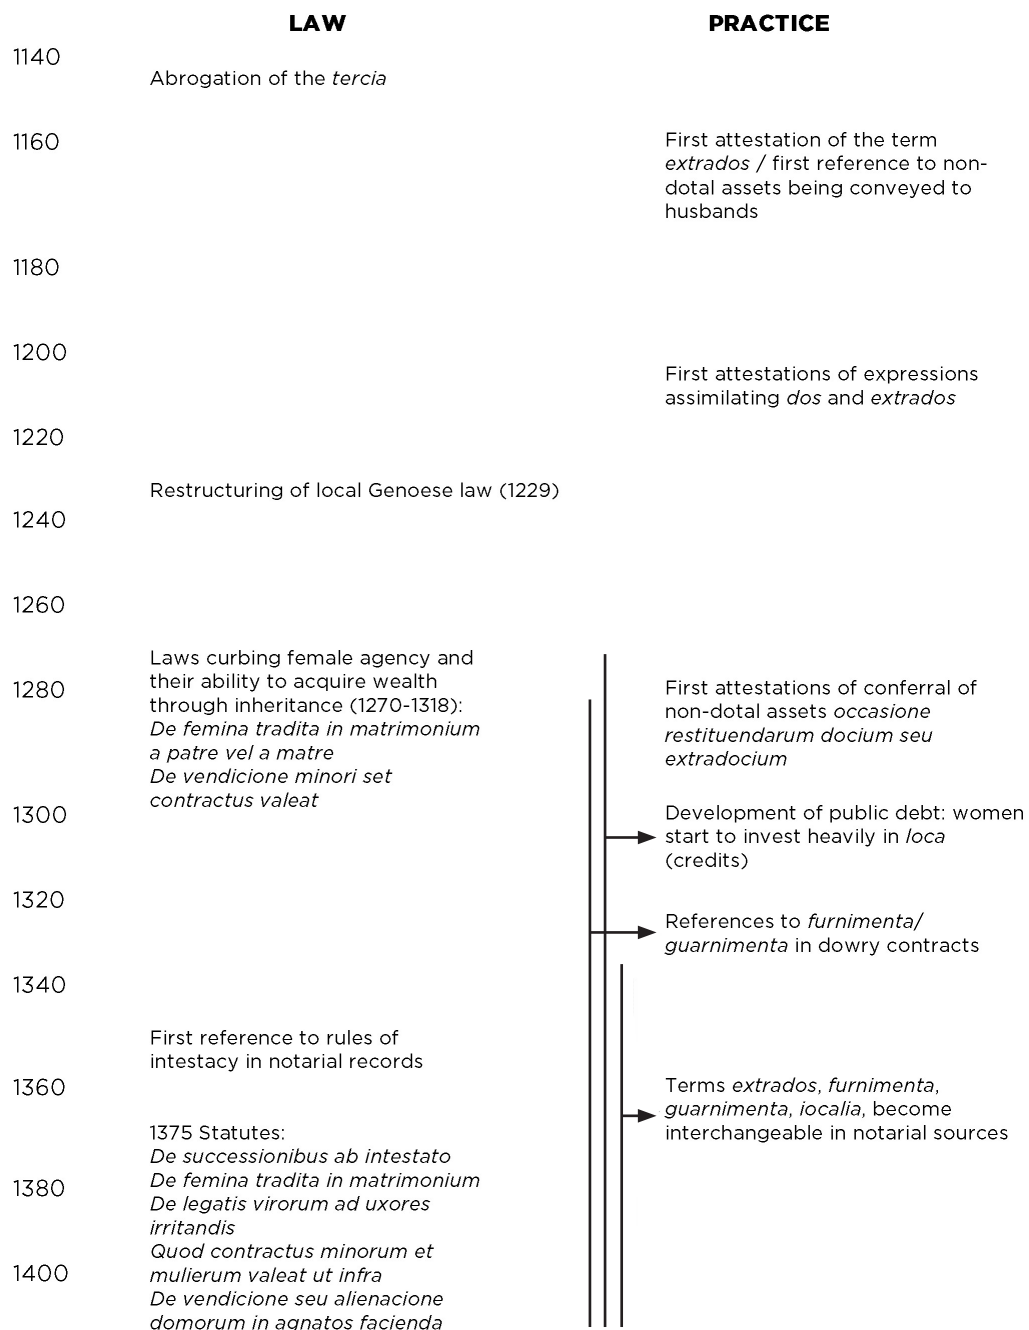 LAW
PRACTICE
1140
Abrogation of the tercia
1160
First attestation of the term
extrados / first reference to non-
dotal assets being conveyed to
husbands
1180
1200
First attestations of expressions
assimilating dos and extrados
1220
Restructuring of local Genoese law (1229)
1240
1260
Laws curbing female agency and
their ability to acquire wealth
through inheritance (1270-1318):
De femina tradita in matrimonium
a patre vel a matre
De vendicione minori set
contractus valeat
1280
First attestations of conferral of
non-dotal assets occasione
restituendarum docium seu
extradocium
1300
Development of public debt: women
start to invest heavily in loca
(credits)
1320
References to furnimenta/
guarnimenta in dowry contracts
1340
First reference to rules of
intestacy in notarial records
1360
Terms extrados, furnimenta,
guarnimenta, iocalia, become
interchangeable in notarial sources
1375 Statutes:
De successionibus ab intestato
De femina tradita in matrimonium
De legatis virorum ad uxores
irritandis
Quod contractus minorum et
mulierum valeat ut infra
De vendicione seu alienacione
domorum in agnatos facienda
1380
1400